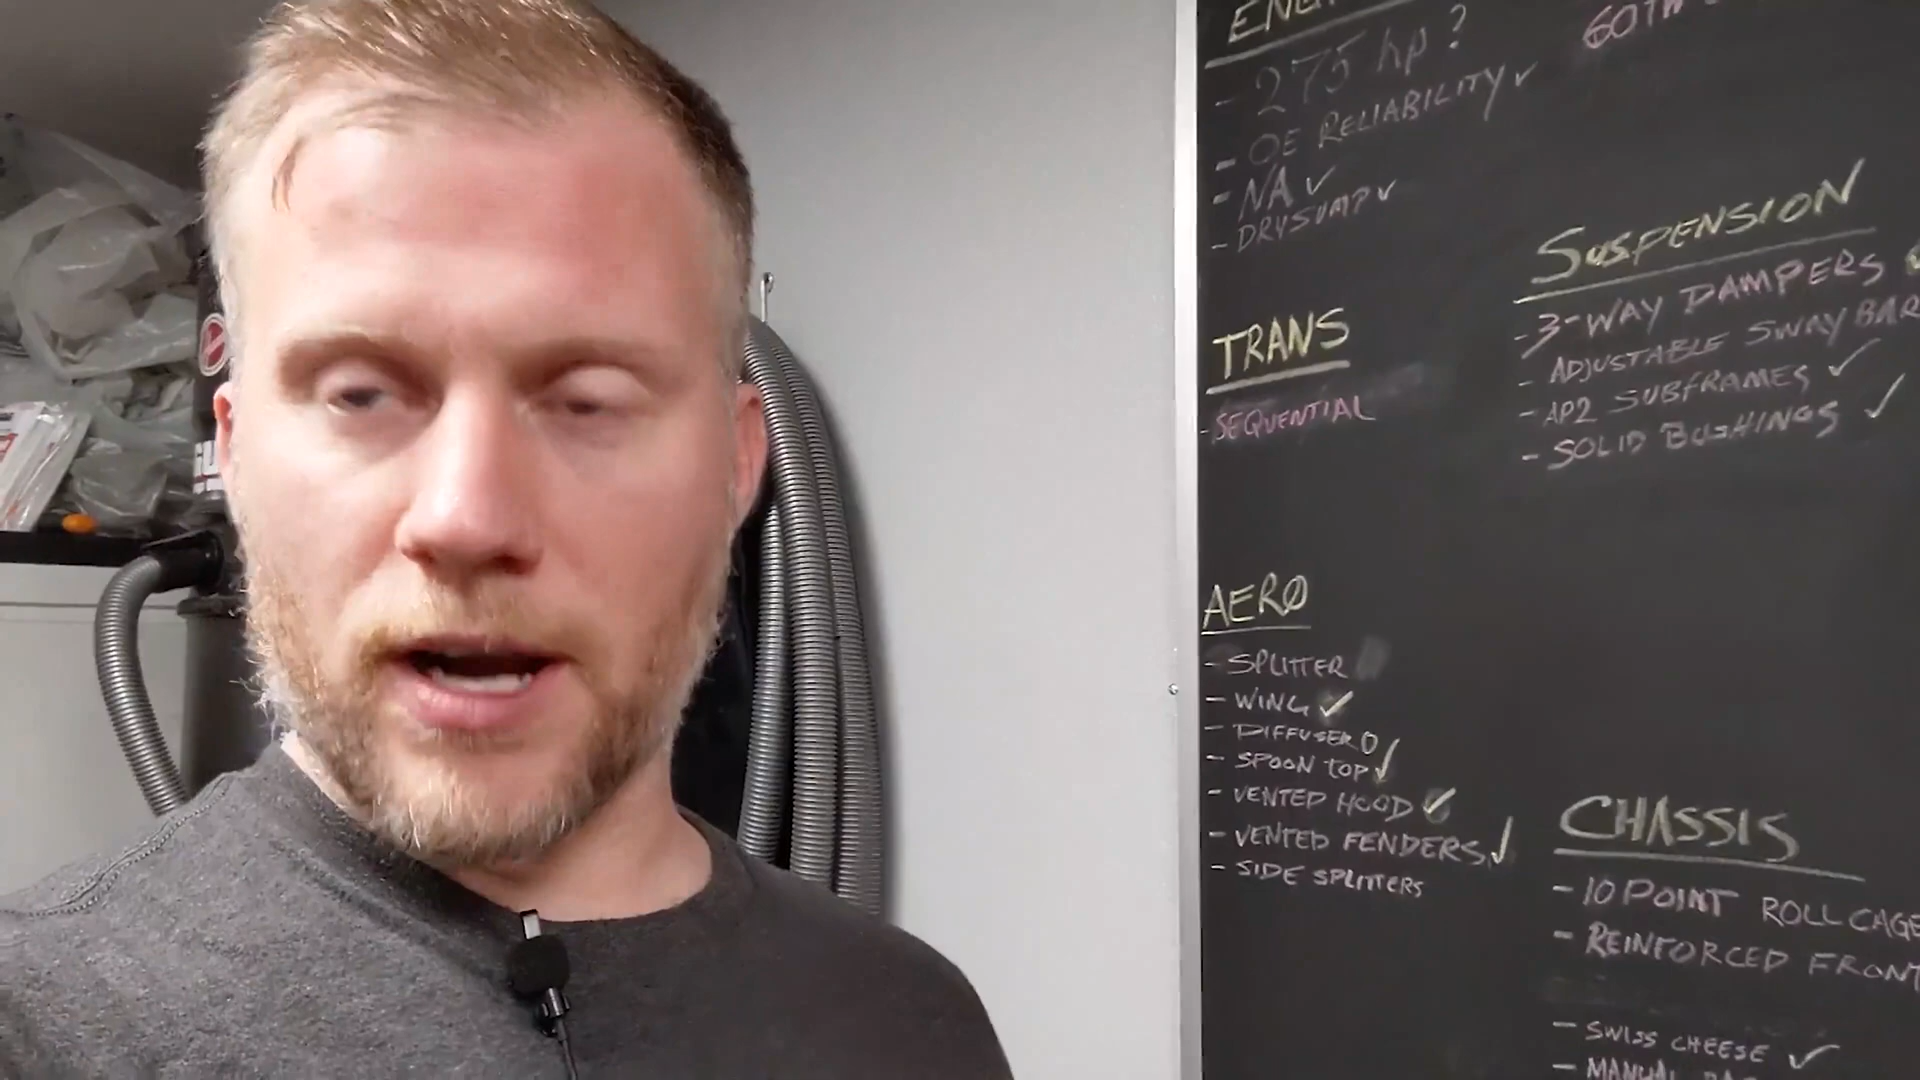 - 275 hp ?
- OE RELIABILITY ✓
- NA ✓
- DRYSUMP ✓
TRANS
- SEQUENTIAL
AERO
- SPLITTER
- WING ✓
- DIFFUSER O
- SPOON TOP ✓
- VENTED HOOD ✓
- VENTED FENDERS ✓
- SIDE SPLITTERS
SUSPENSION
- 3-WAY DAMPERS ✓
- ADJUSTABLE SWAY BAR
- AP2 SUBFRAMES ✓
- SOLID BUSHINGS ✓
CHASSIS
- 10 POINT ROLL CAGE
- REINFORCED FRONT
- SWISS CHEESE ✓
- MANUAL